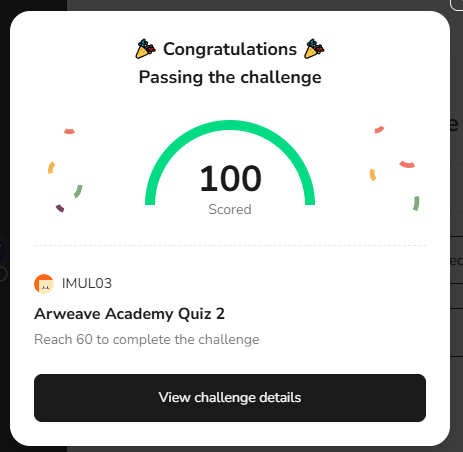 Congratulations
Passing the challenge
100
Scored
IMUL03
Arweave Academy Quiz 2
Reach 60 to complete the challenge
View challenge details